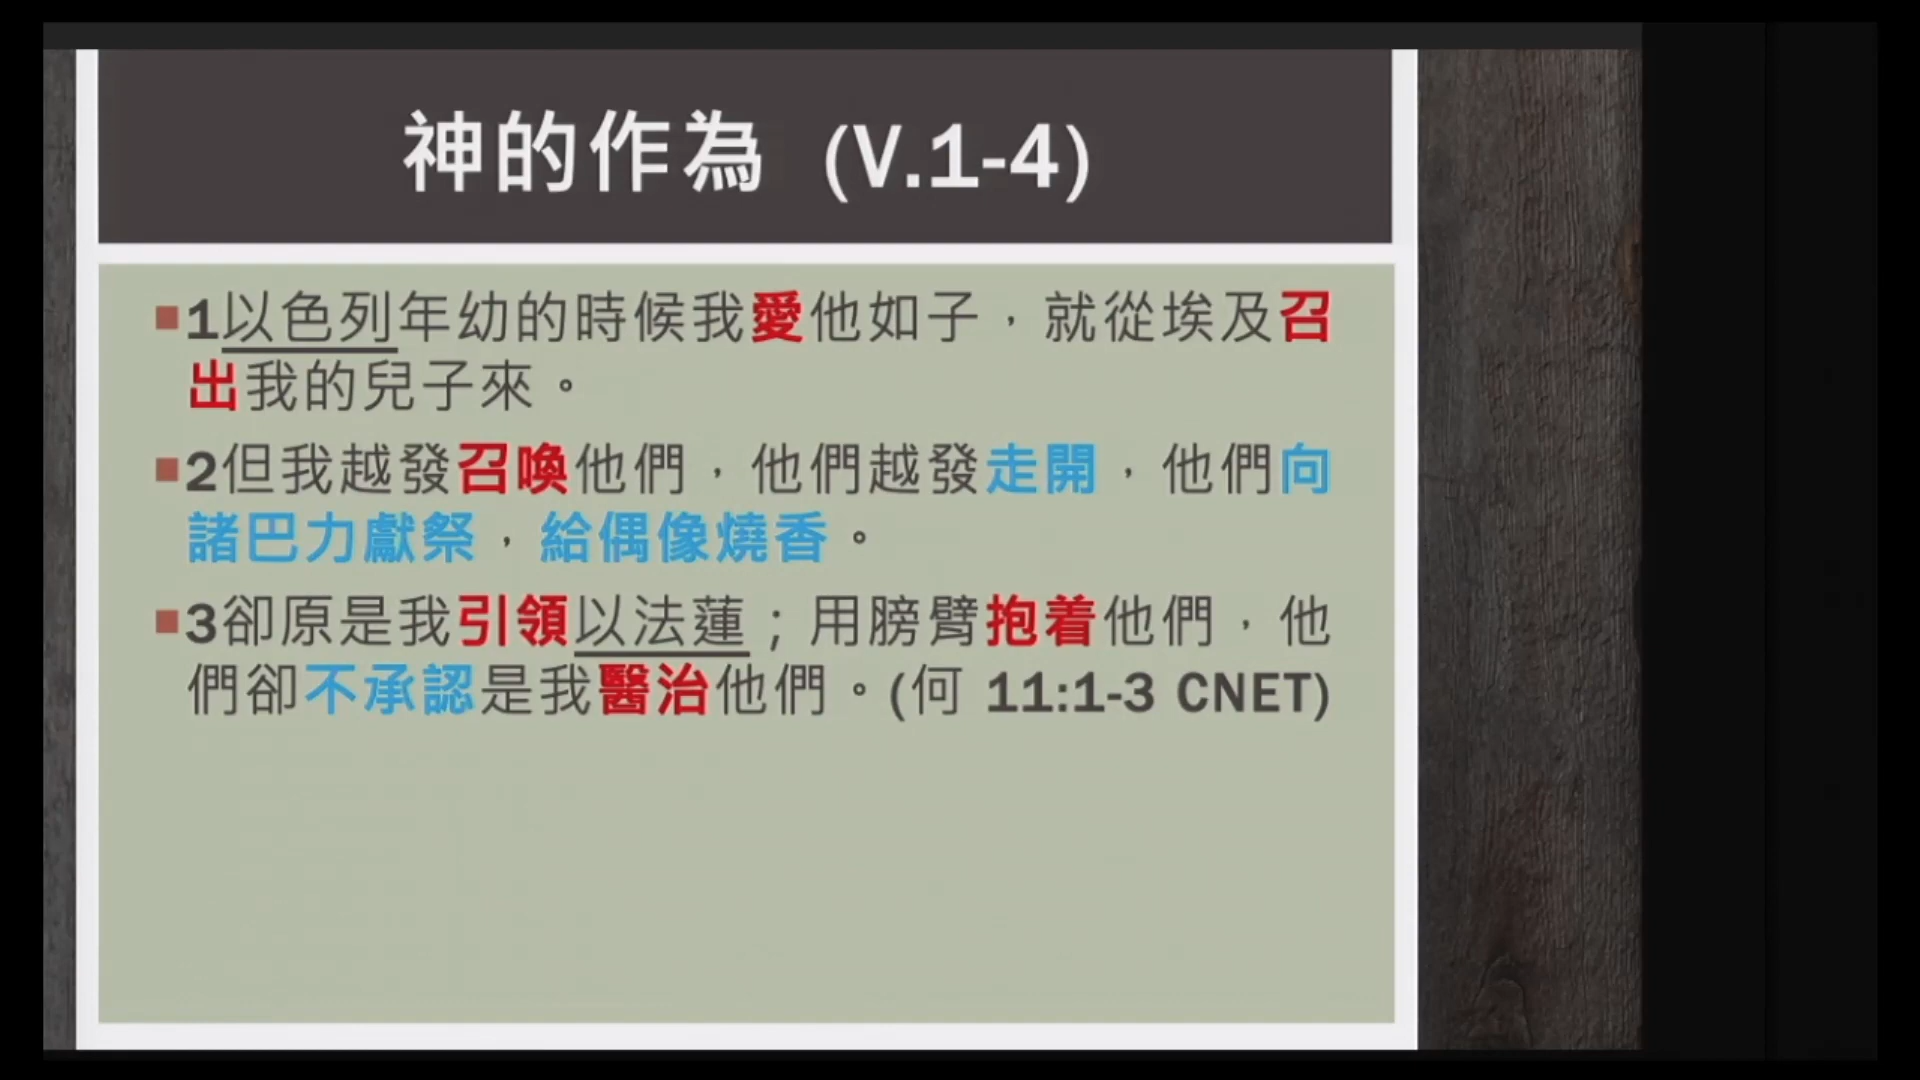 神的作為 (V.1-4)
■1以色列年幼的時候我愛他如子，就從埃及召
出我的兒子來。
■2但我越發召喚他們，他們越發走開，他們向
諸巴力獻祭，給偶像燒香。
■3卻原是我引領以法蓮；用膀臂抱着他們，他
們卻不承認是我醫治他們。(何 11:1-3 CNET)